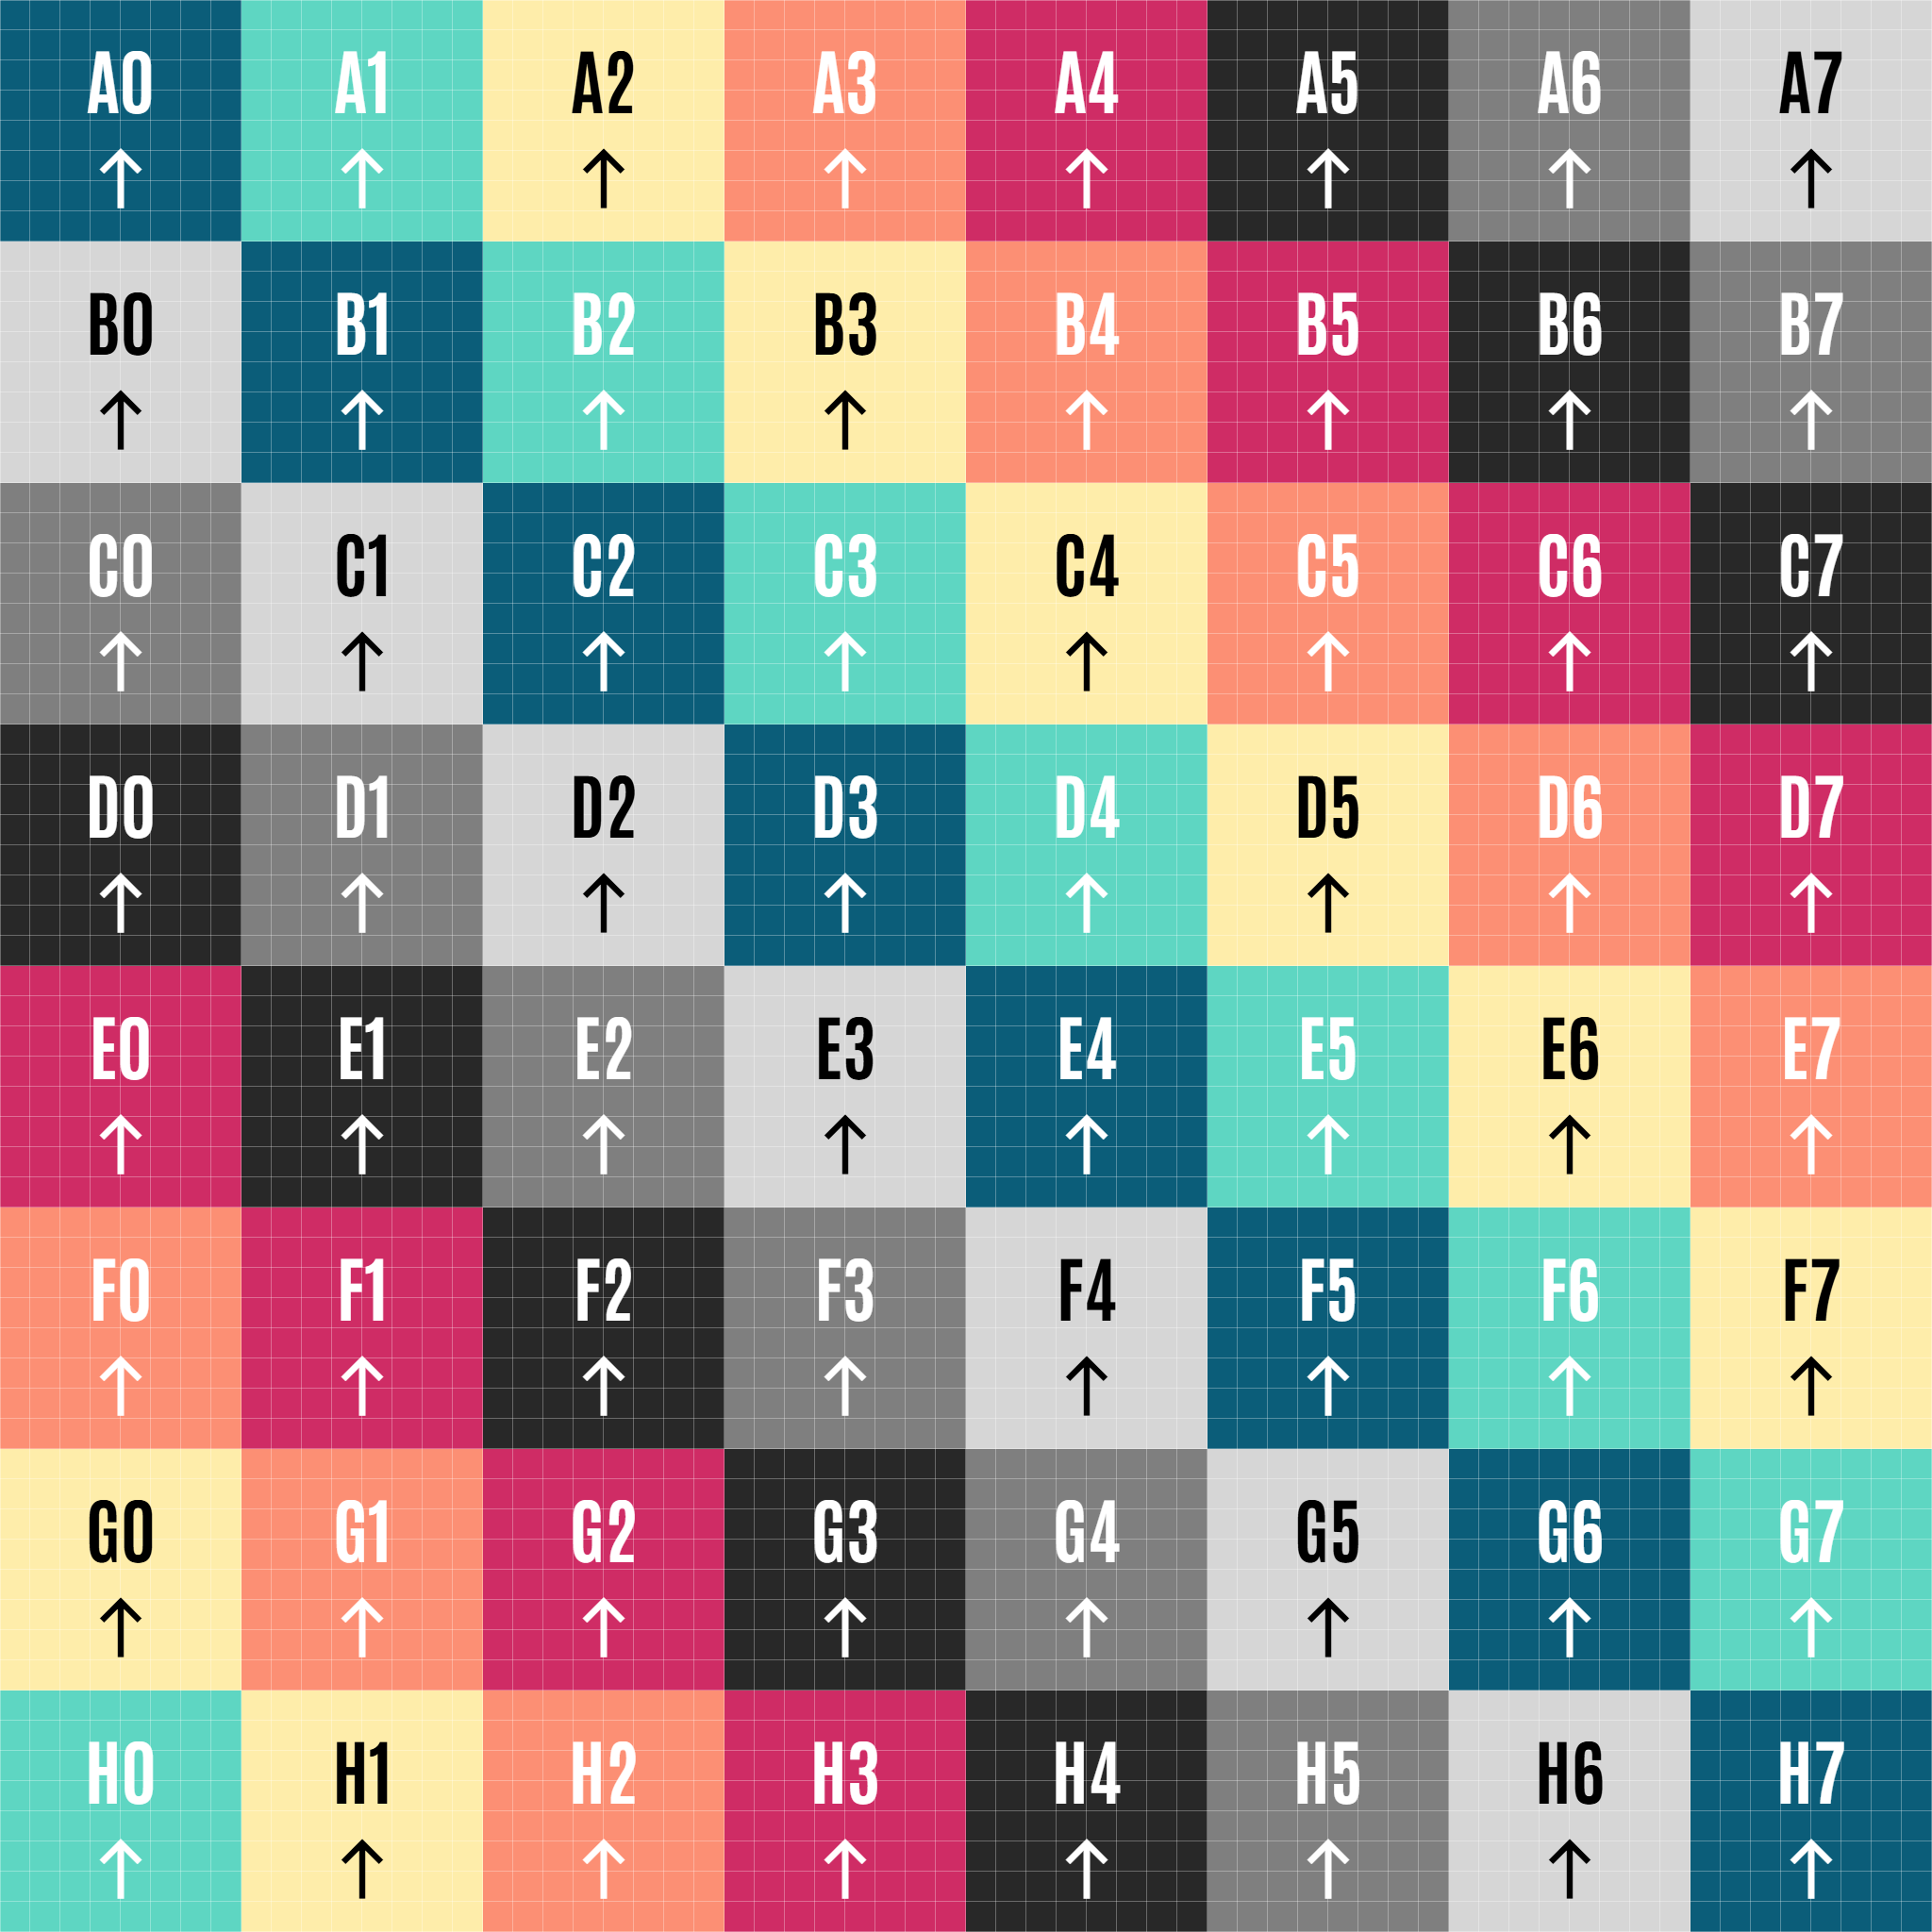 A0 A1 A2 A3 A4 A5 A6 A7
↑ ↑ ↑ ↑ ↑ ↑ ↑ ↑
B0 B1 B2 B3 B4 B5 B6 B7
↑ ↑ ↑ ↑ ↑ ↑ ↑ ↑
C0 C1 C2 C3 C4 C5 C6 C7
↑ ↑ ↑ ↑ ↑ ↑ ↑ ↑
D0 D1 D2 D3 D4 D5 D6 D7
↑ ↑ ↑ ↑ ↑ ↑ ↑ ↑
E0 E1 E2 E3 E4 E5 E6 E7
↑ ↑ ↑ ↑ ↑ ↑ ↑ ↑
F0 F1 F2 F3 F4 F5 F6 F7
↑ ↑ ↑ ↑ ↑ ↑ ↑ ↑
G0 G1 G2 G3 G4 G5 G6 G7
↑ ↑ ↑ ↑ ↑ ↑ ↑ ↑
H0 H1 H2 H3 H4 H5 H6 H7
↑ ↑ ↑ ↑ ↑ ↑ ↑ ↑